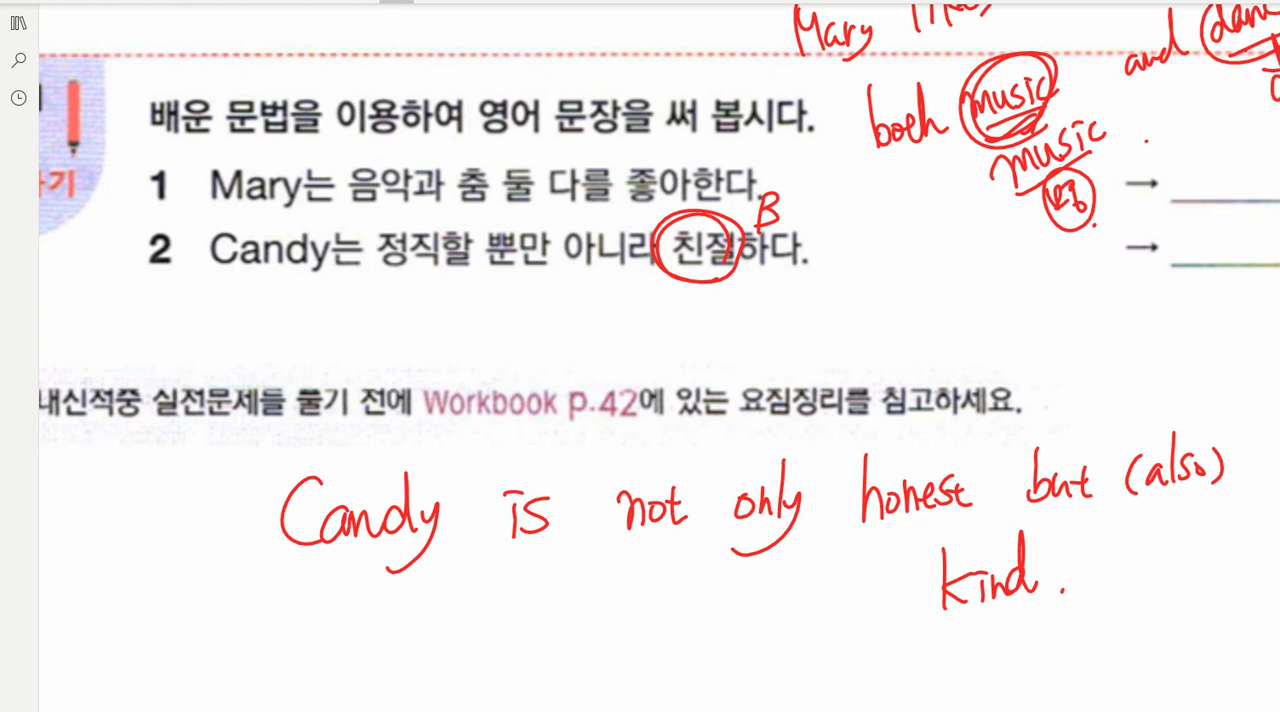 Mary likes
both music and
music
배운 문법을 이용하여 영어 문장을 써 봅시다.
1 Mary는 음악과 춤 둘 다를 좋아한다. →
B
2 Candy는 정직할 뿐만 아니라 친절하다. →
기
내신적중 실전문제들 풀기 전에 Workbook p.42에 있는 요점정리를 참고하세요.
Candy is not only honest but (also)
kind.